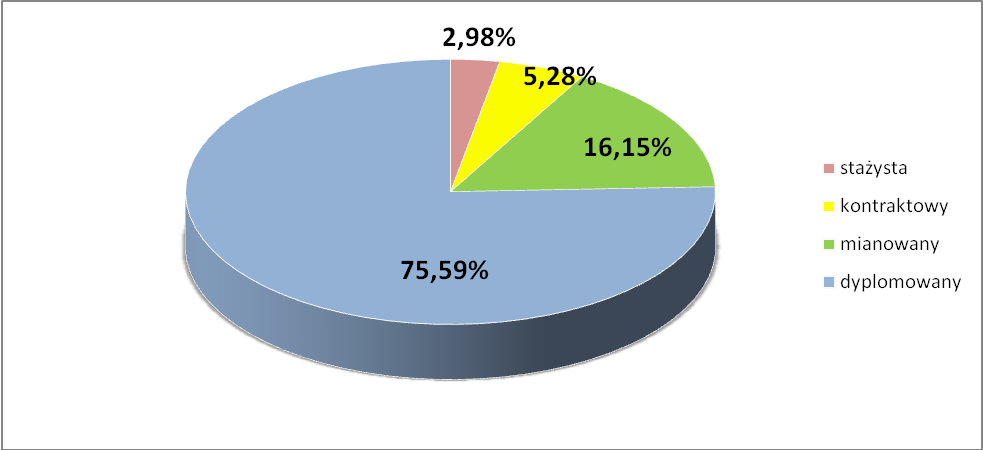 2,98%
5,28%
16,15%
75,59%
stażysta
kontraktowy
mianowany
dyplomowany